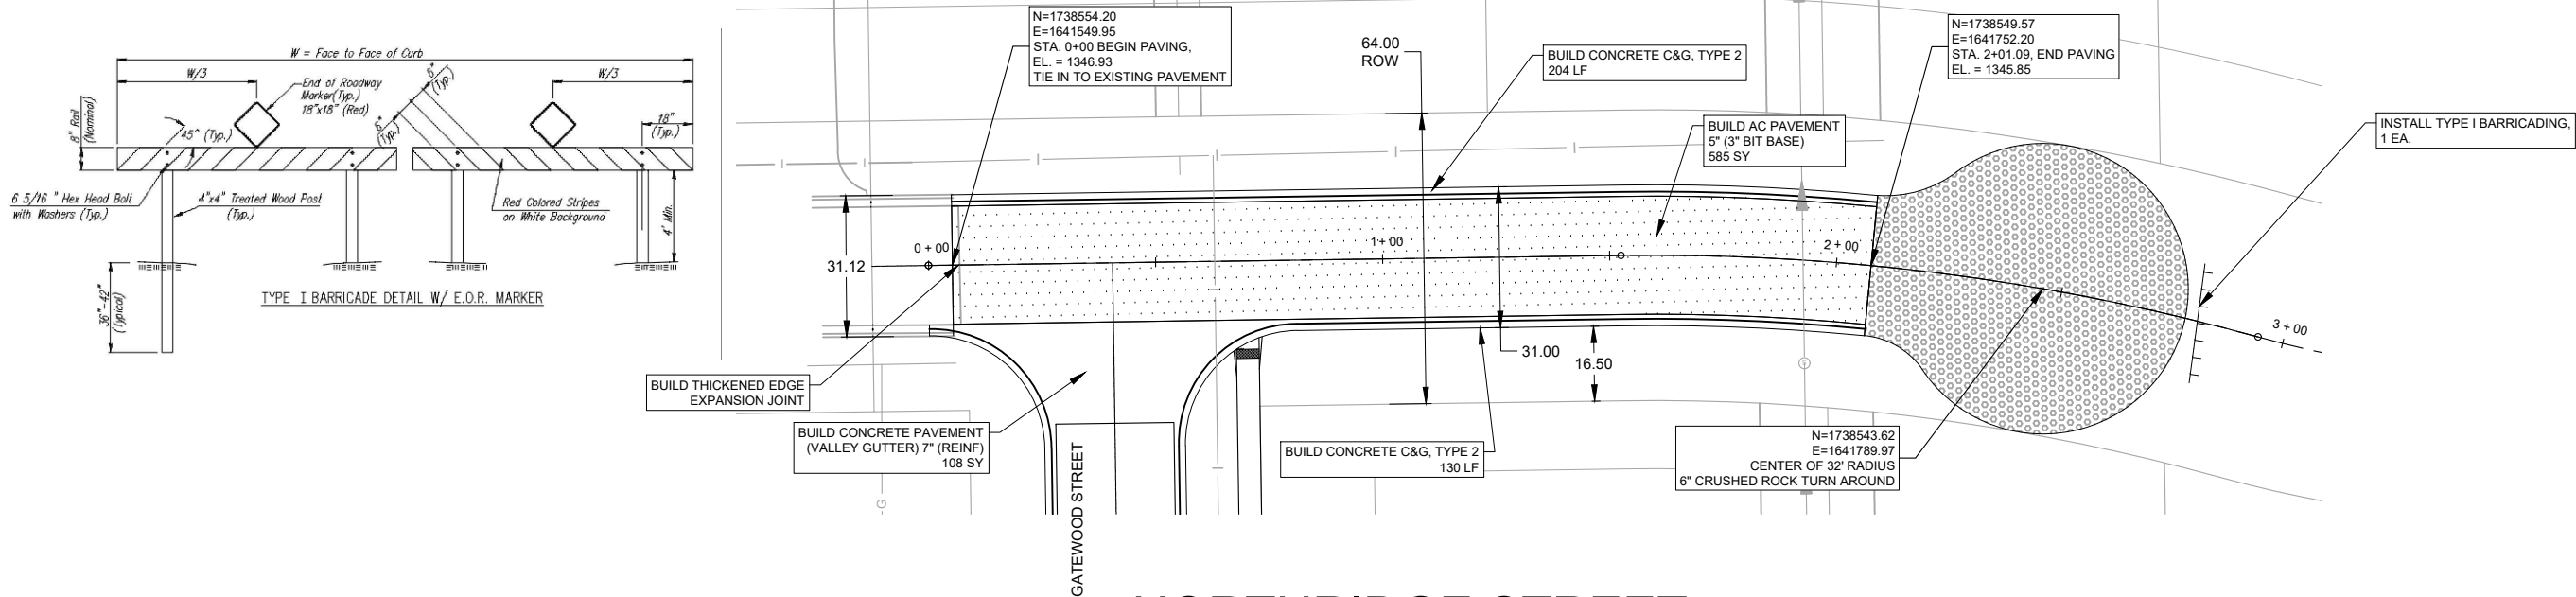 W = Face to Face of Curb
W/3
W/3
End of Roadway
Marker(Typ.)
18"x18" (Red)
6"
(Typ.)
6"
(Typ.)
18"
(Typ.)
8" Rail
(Nominal)
45^ (Typ.)
6 5/16 " Hex Head Bolt
with Washers (Typ.)
4"x4" Treated Wood Post
(Typ.)
Red Colored Stripes
on White Background
4' Min.
36"-42"
(Typical)
TYPE I BARRICADE DETAIL W/ E.O.R. MARKER
N=1738554.20
E=1641549.95
STA. 0+00 BEGIN PAVING,
EL. = 1346.93
TIE IN TO EXISTING PAVEMENT
64.00
ROW
BUILD CONCRETE C&G, TYPE 2
204 LF
N=1738549.57
E=1641752.20
STA. 2+01.09, END PAVING
EL. = 1345.85
BUILD AC PAVEMENT
5" (3" BIT BASE)
585 SY
INSTALL TYPE I BARRICADING,
1 EA.
31.12
0 + 00
1 + 00
2 + 00
3 + 00
31.00
16.50
BUILD THICKENED EDGE
EXPANSION JOINT
BUILD CONCRETE PAVEMENT
(VALLEY GUTTER) 7" (REINF)
108 SY
BUILD CONCRETE C&G, TYPE 2
130 LF
N=1738543.62
E=1641789.97
CENTER OF 32' RADIUS
6" CRUSHED ROCK TURN AROUND
G
GATEWOOD STREET